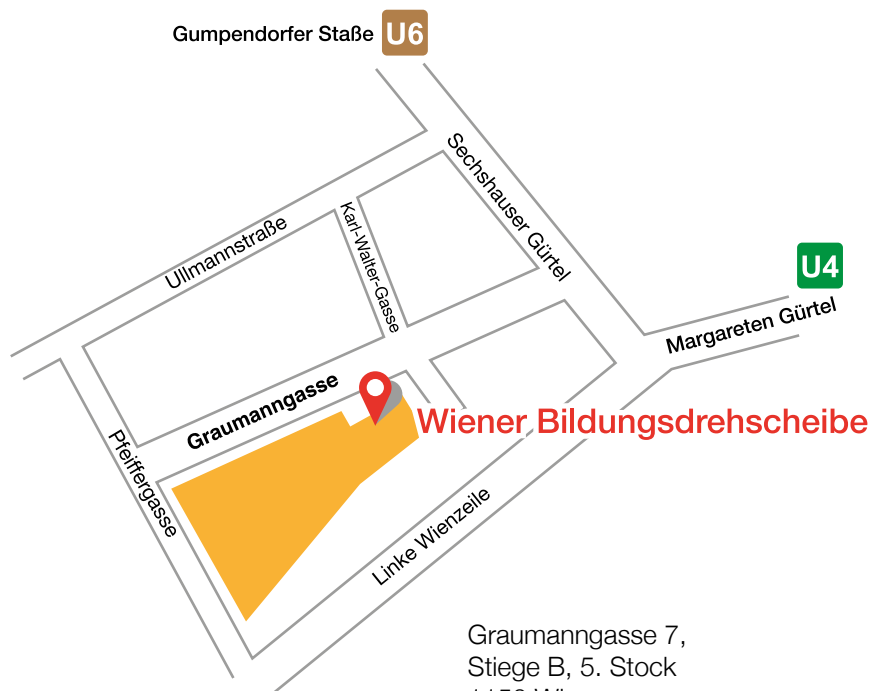 Gumpendorfer Staße U6
Sechshauser Gürtel
Karl-Walter-Gasse
Ullmannstraße
U4
Margareten Gürtel
Graumanngasse
Wiener Bildungsdrehscheibe
Pfeiffergasse
Linke Wienzeile
Graumanngasse 7,
Stiege B, 5. Stock